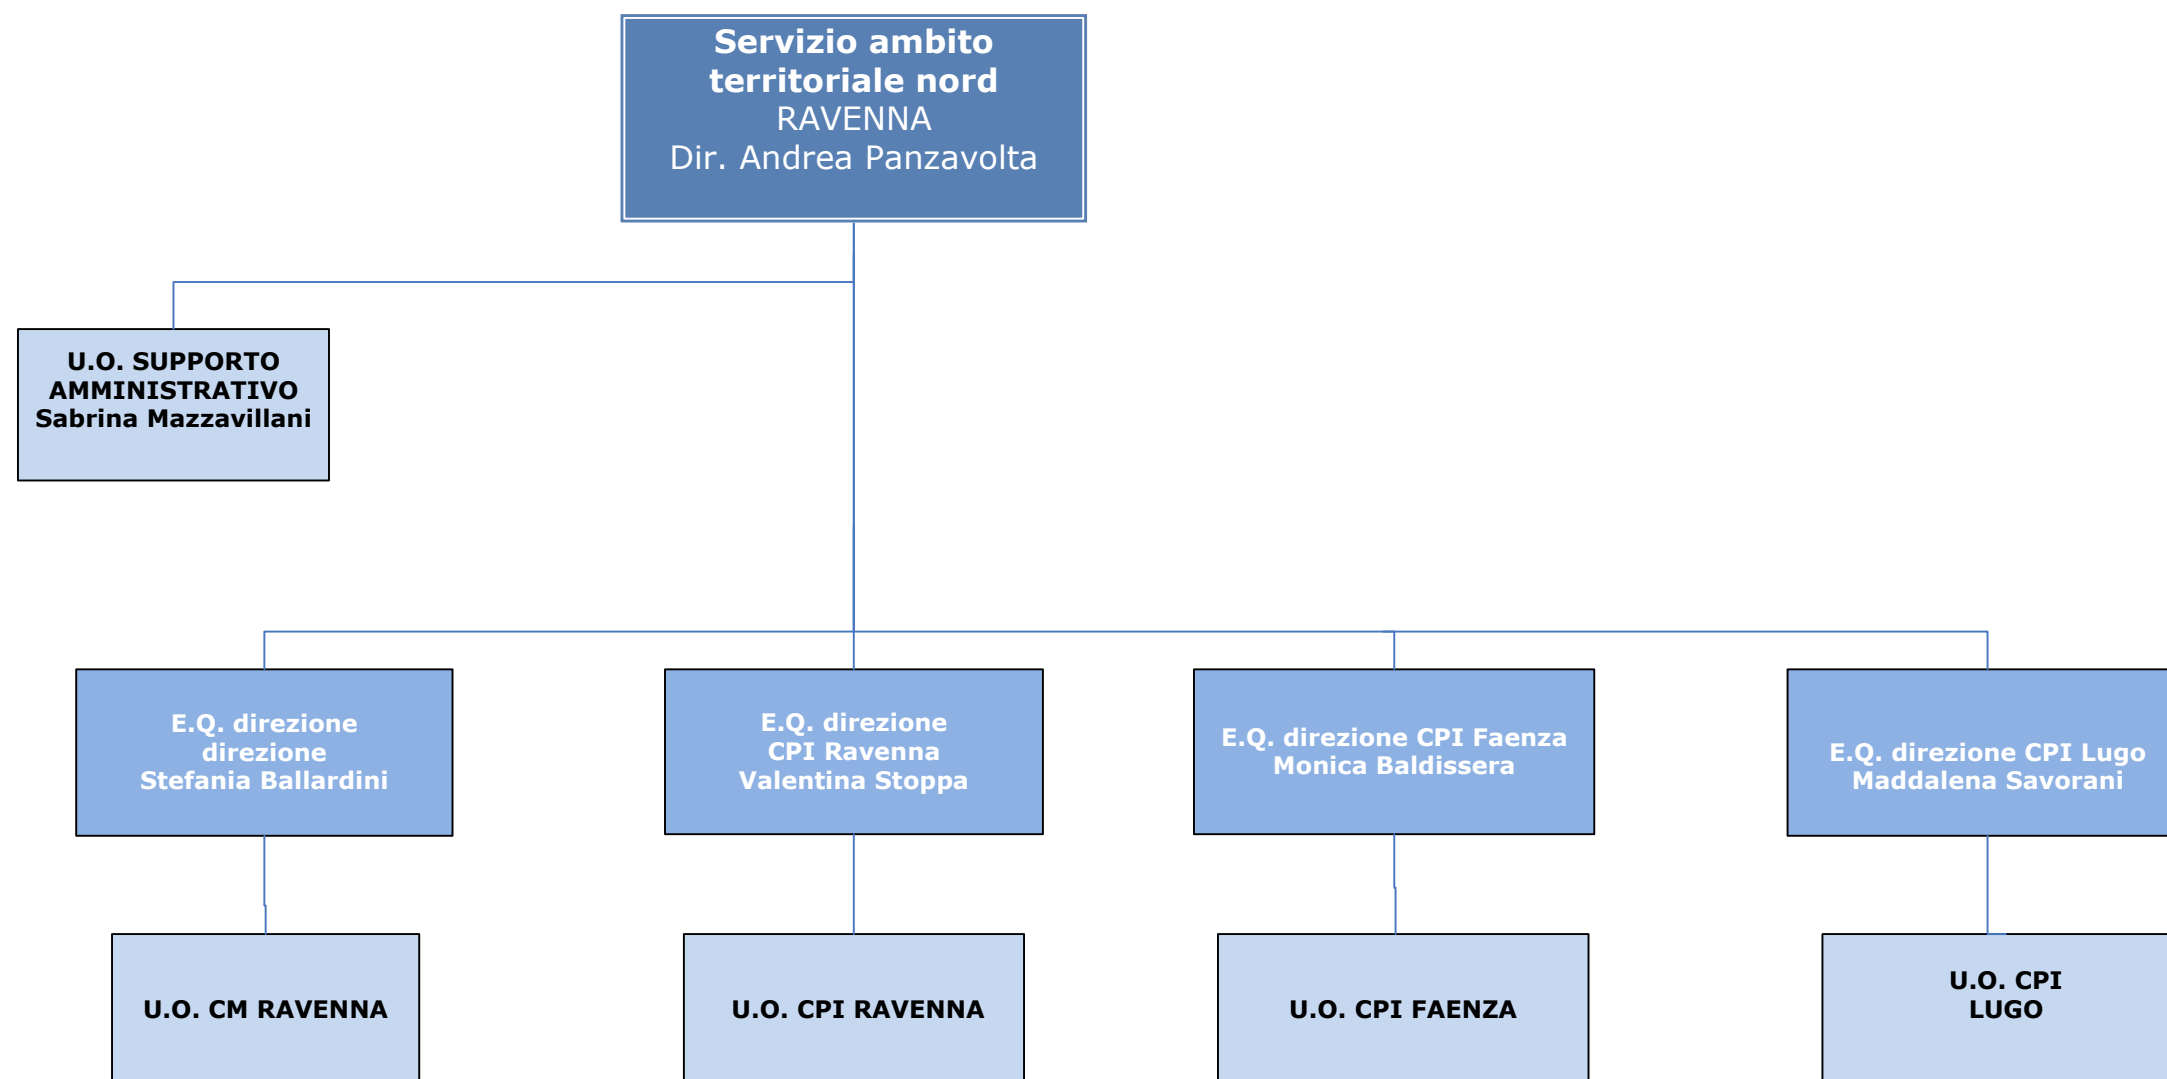 Servizio ambito
territoriale nord
RAVENNA
Dir. Andrea Panzavolta
U.O. SUPPORTO
AMMINISTRATIVO
Sabrina Mazzavillani
E.Q. direzione
direzione
Stefania Ballardini
E.Q. direzione
CPI Ravenna
Valentina Stoppa
E.Q. direzione CPI Faenza
Monica Baldissera
E.Q. direzione CPI Lugo
Maddalena Savorani
U.O. CM RAVENNA
U.O. CPI RAVENNA
U.O. CPI FAENZA
U.O. CPI
LUGO